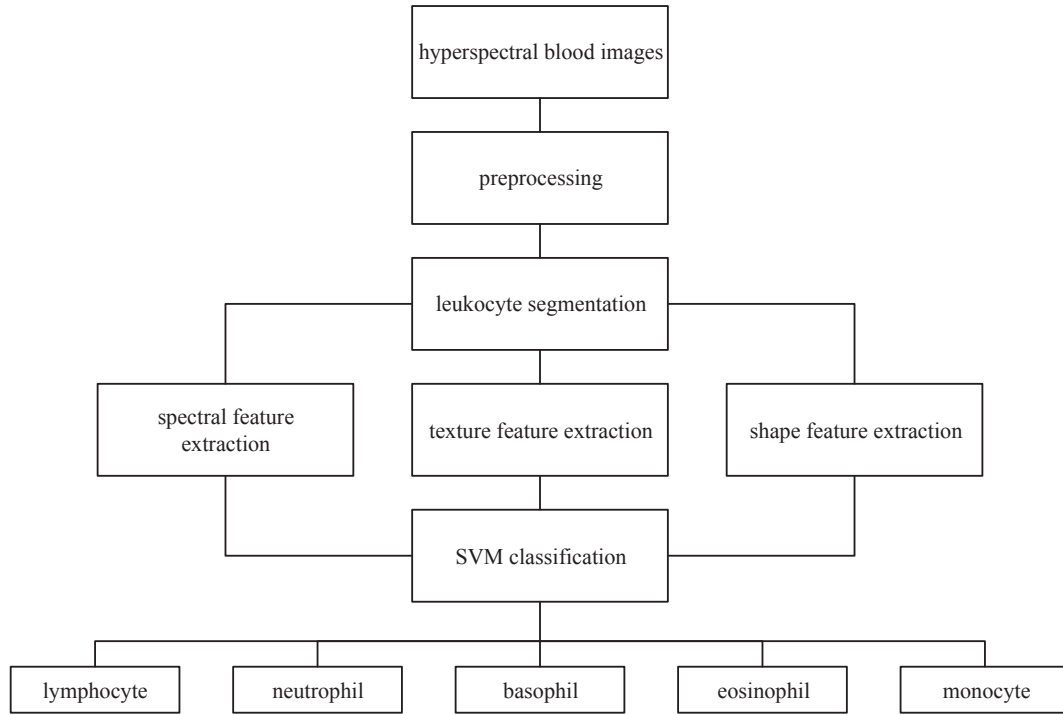 hyperspectral blood images
preprocessing
leukocyte segmentation
spectral feature
extraction
texture feature extraction
shape feature extraction
SVM classification
lymphocyte
neutrophil
basophil
eosinophil
monocyte